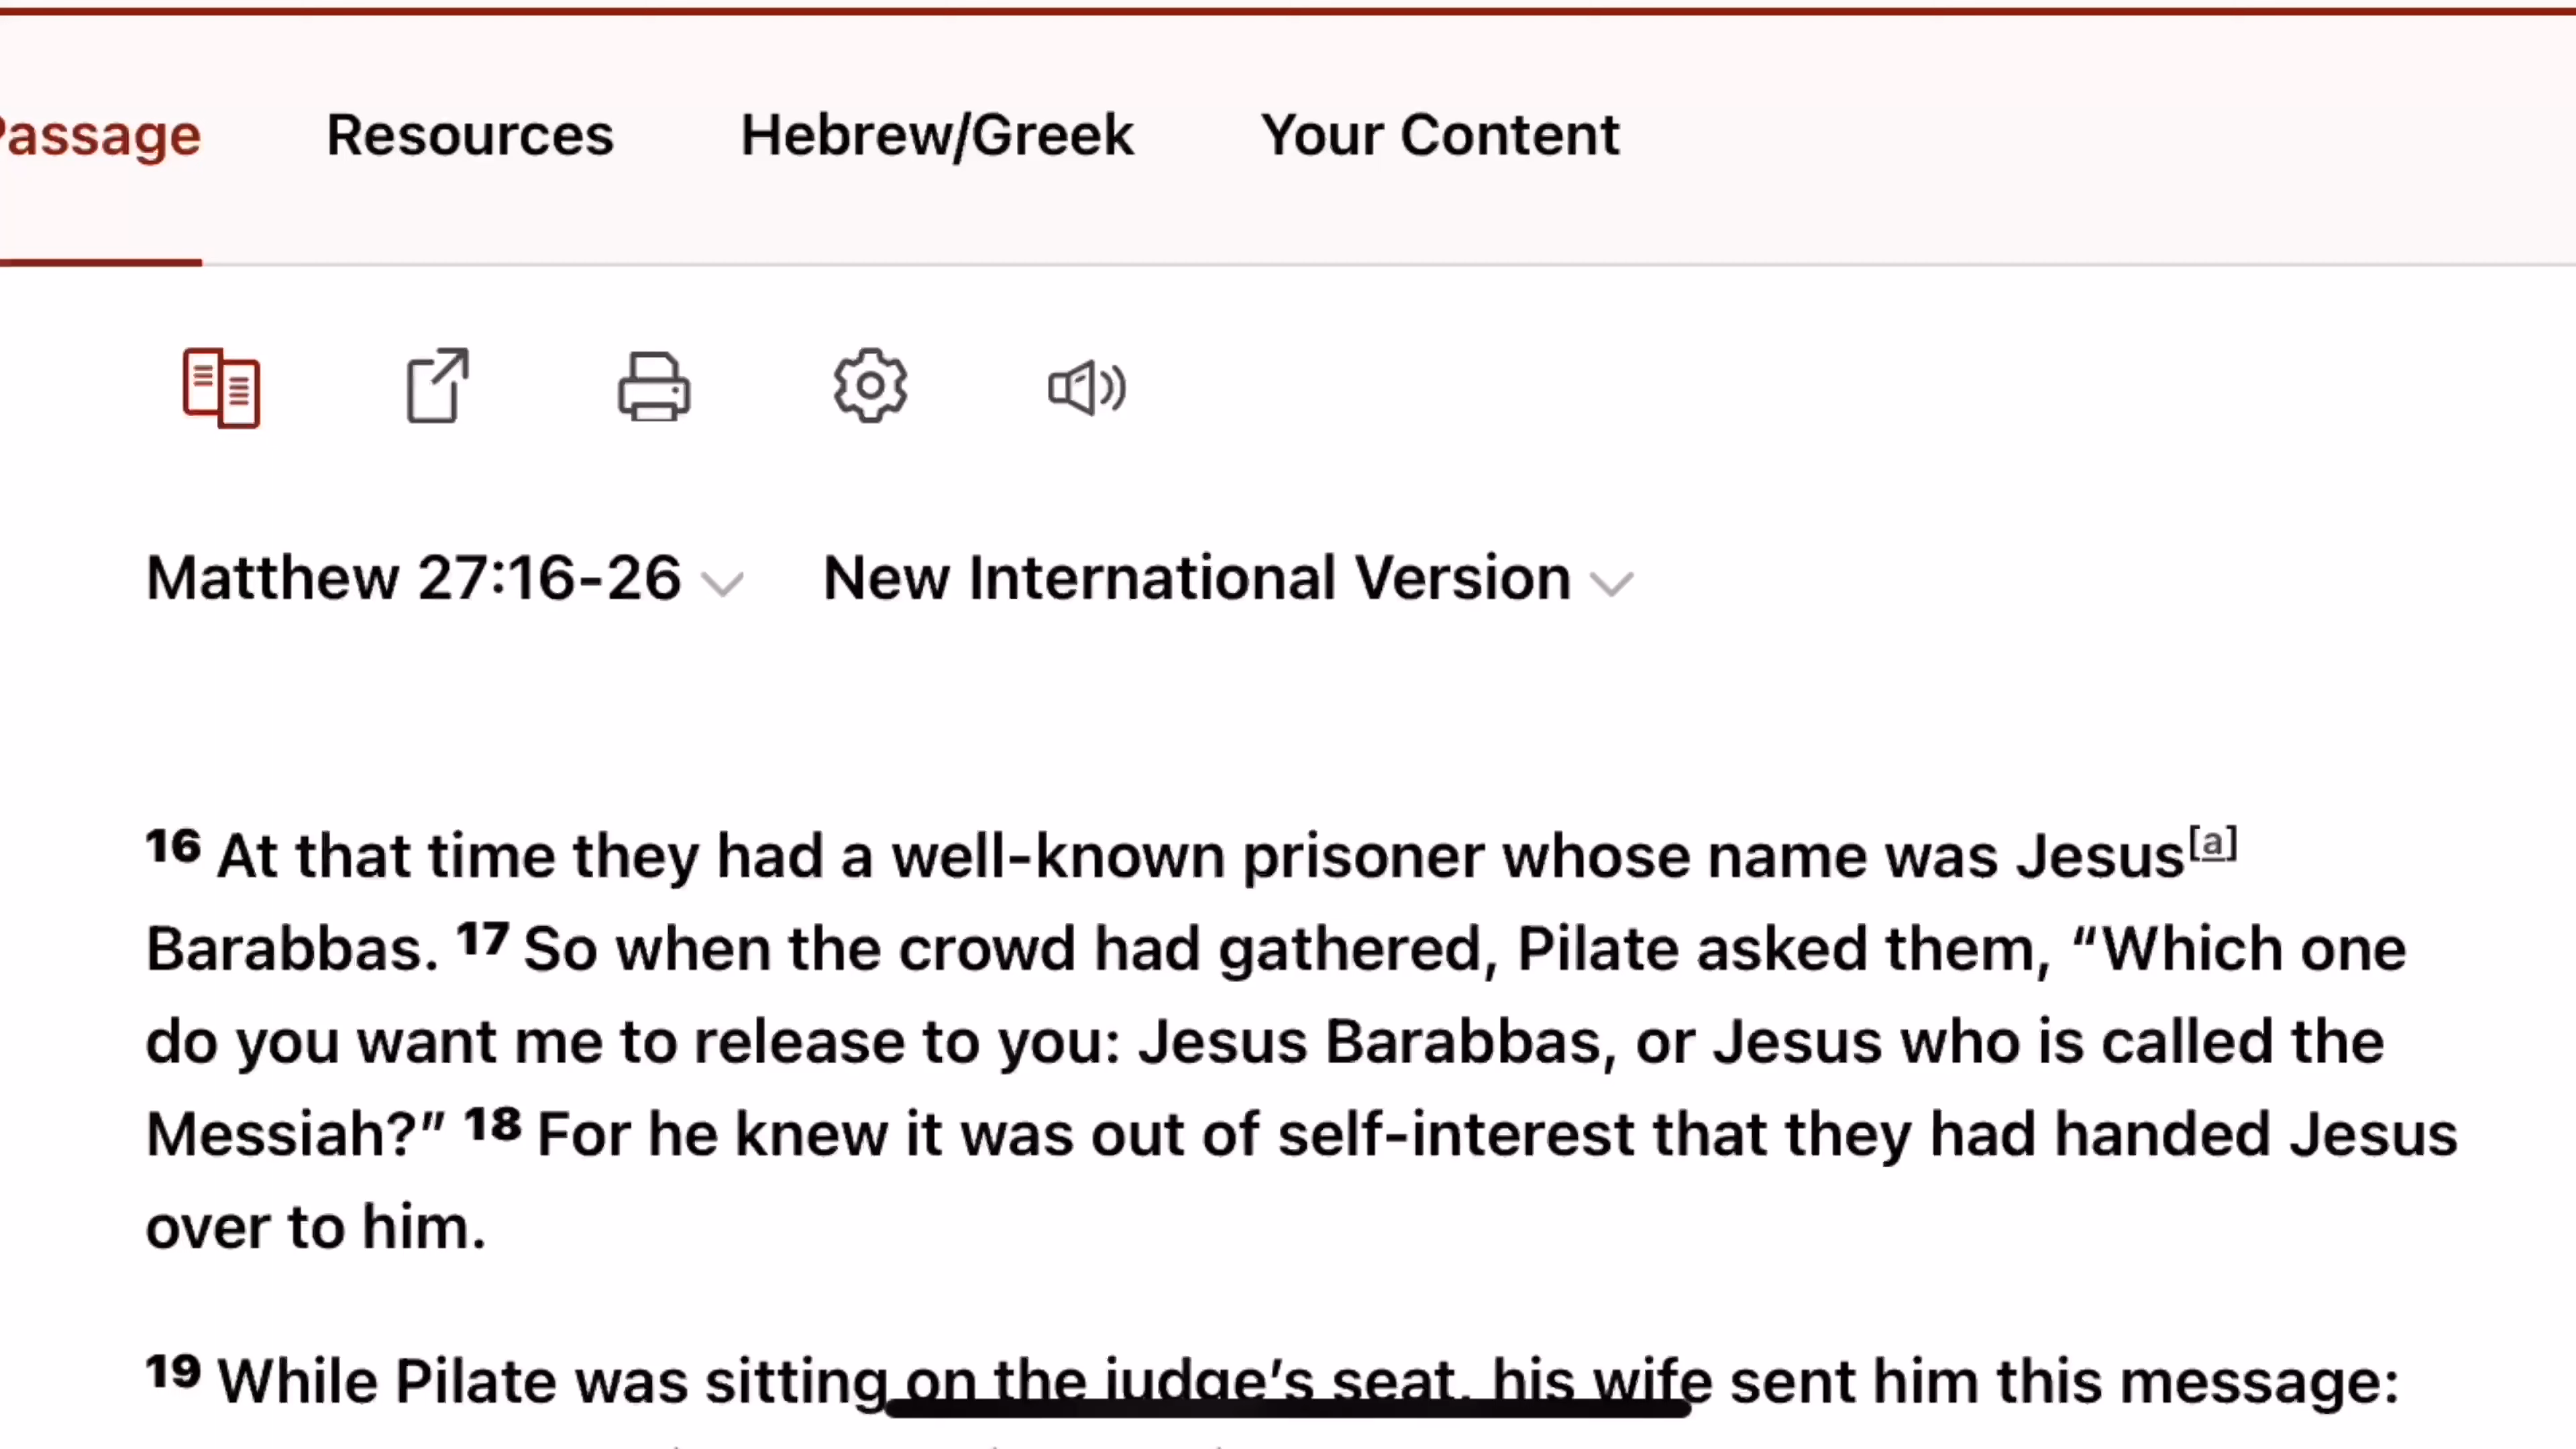 Passage Resources Hebrew/Greek Your Content
Matthew 27:16-26 New International Version
16 At that time they had a well-known prisoner whose name was Jesus[a]
Barabbas. 17 So when the crowd had gathered, Pilate asked them, “Which one
do you want me to release to you: Jesus Barabbas, or Jesus who is called the
Messiah?” 18 For he knew it was out of self-interest that they had handed Jesus
over to him.
19 While Pilate was sitting on the judge’s seat, his wife sent him this message: